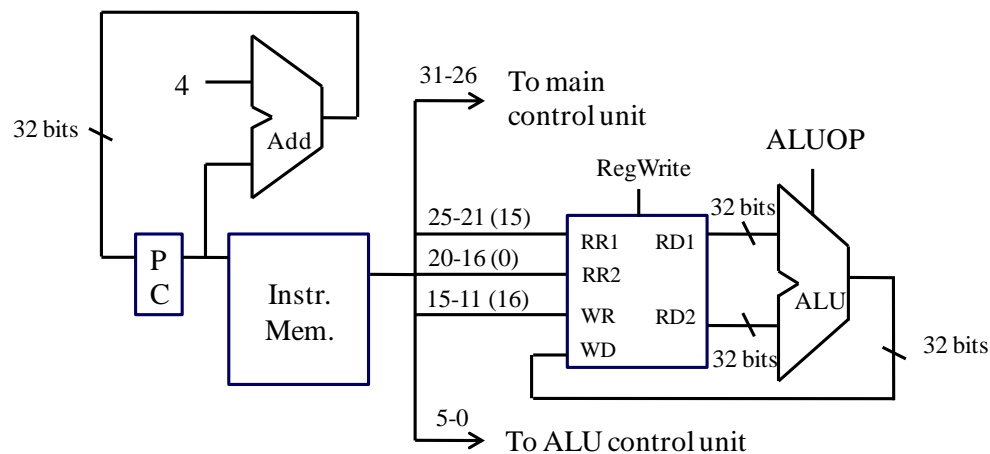 31-26
To main
control unit
4
32 bits
Add
ALUOP
RegWrite
32 bits
25-21 (15)
RR1
RD1
P
C
20-16 (0)
RR2
Instr.
Mem.
15-11 (16)
WR
RD2
ALU
WD
32 bits
32 bits
5-0
To ALU control unit